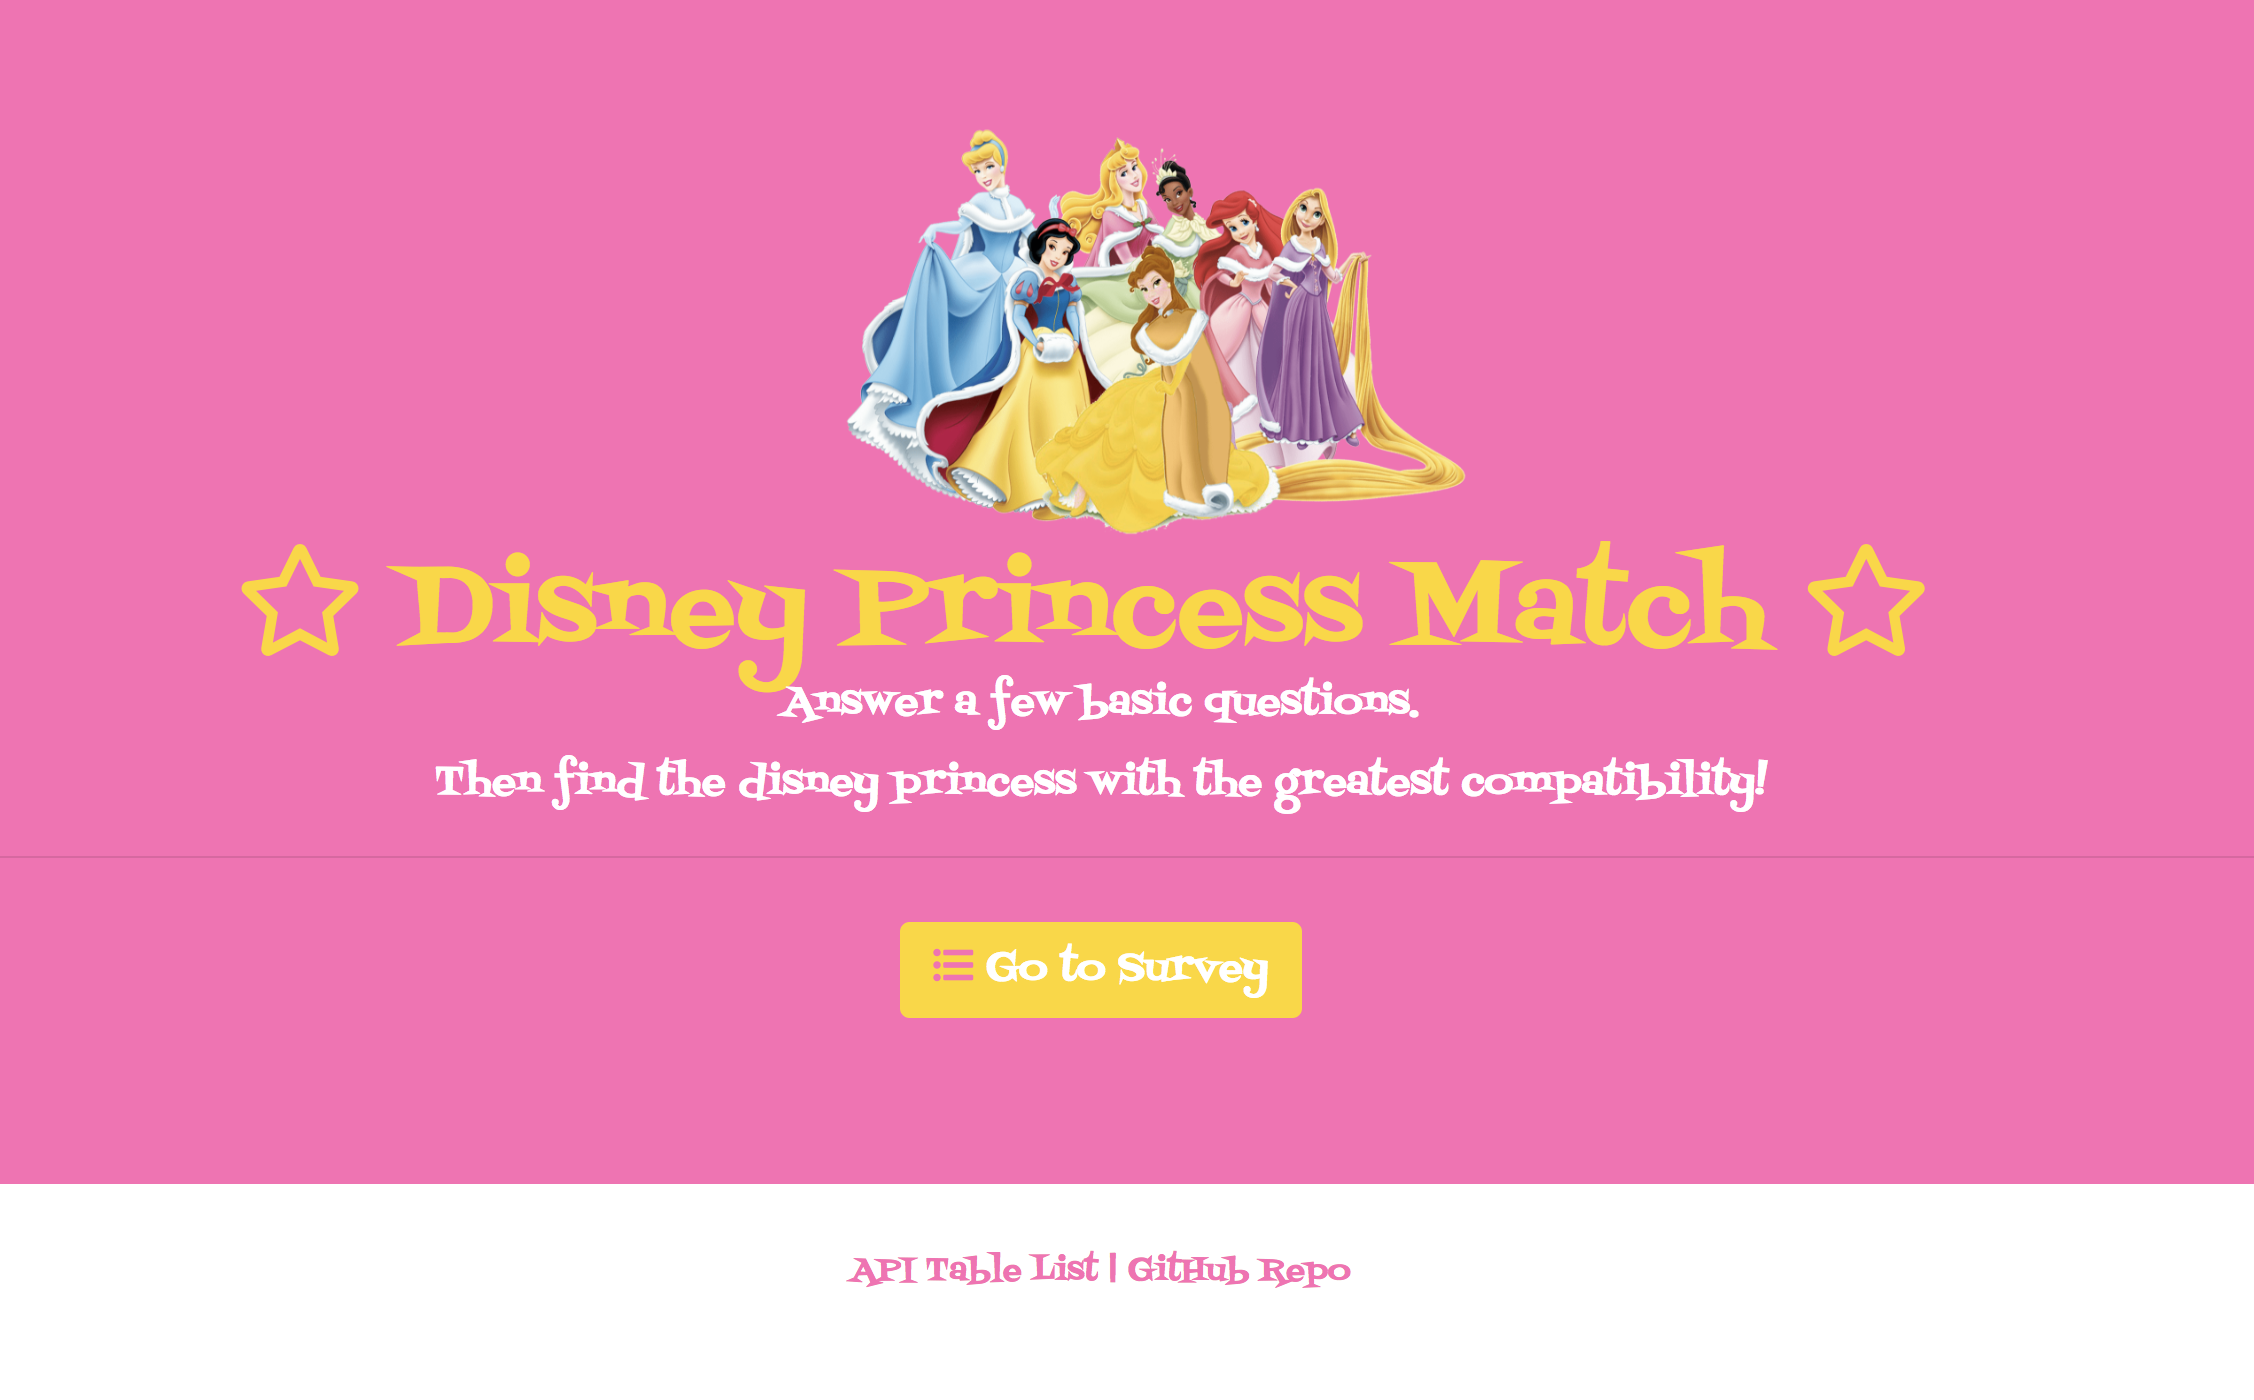 Disney Princess Match
Answer a few basic questions.
Then find the disney princess with the greatest compatibility!
Go to Survey
API Table List | GitHub Repo